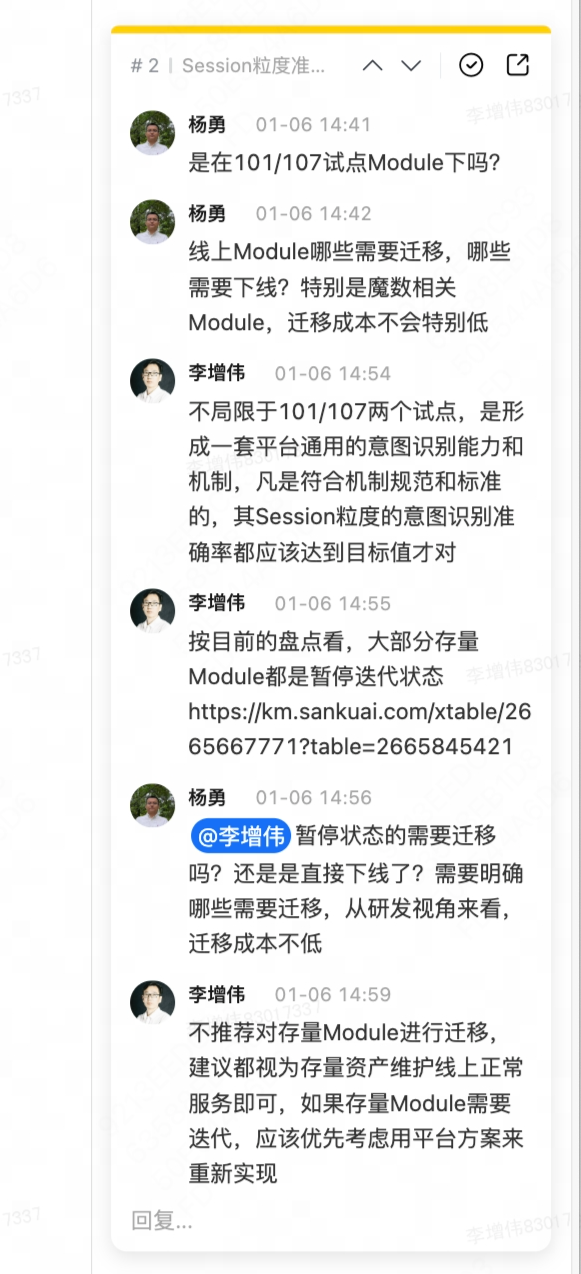 # 2 | Session粒度准...
杨勇 01-06 14:41
是在101/107试点Module下吗?
杨勇 01-06 14:42
线上Module哪些需要迁移，哪些
需要下线？特别是魔数相关
Module，迁移成本不会特别低
李增伟 01-06 14:54
不局限于101/107两个试点，是形
成一套平台通用的意图识别能力和
机制，凡是符合机制规范和标准
的，其Session粒度的意图识别准
确率都应该达到目标值才对
李增伟 01-06 14:55
按目前的盘点看，大部分存量
Module都是暂停迭代状态
https://km.sankuai.com/xtable/26
65667771?table=2665845421
杨勇 01-06 14:56
@李增伟 暂停状态的需要迁移
吗？还是是直接下线了？需要明确
哪些需要迁移，从研发视角来看，
迁移成本不低
李增伟 01-06 14:59
不推荐对存量Module进行迁移，
建议都视为存量资产维护线上正常
服务即可，如果存量Module需要
迭代，应该优先考虑用平台方案来
重新实现
回复...